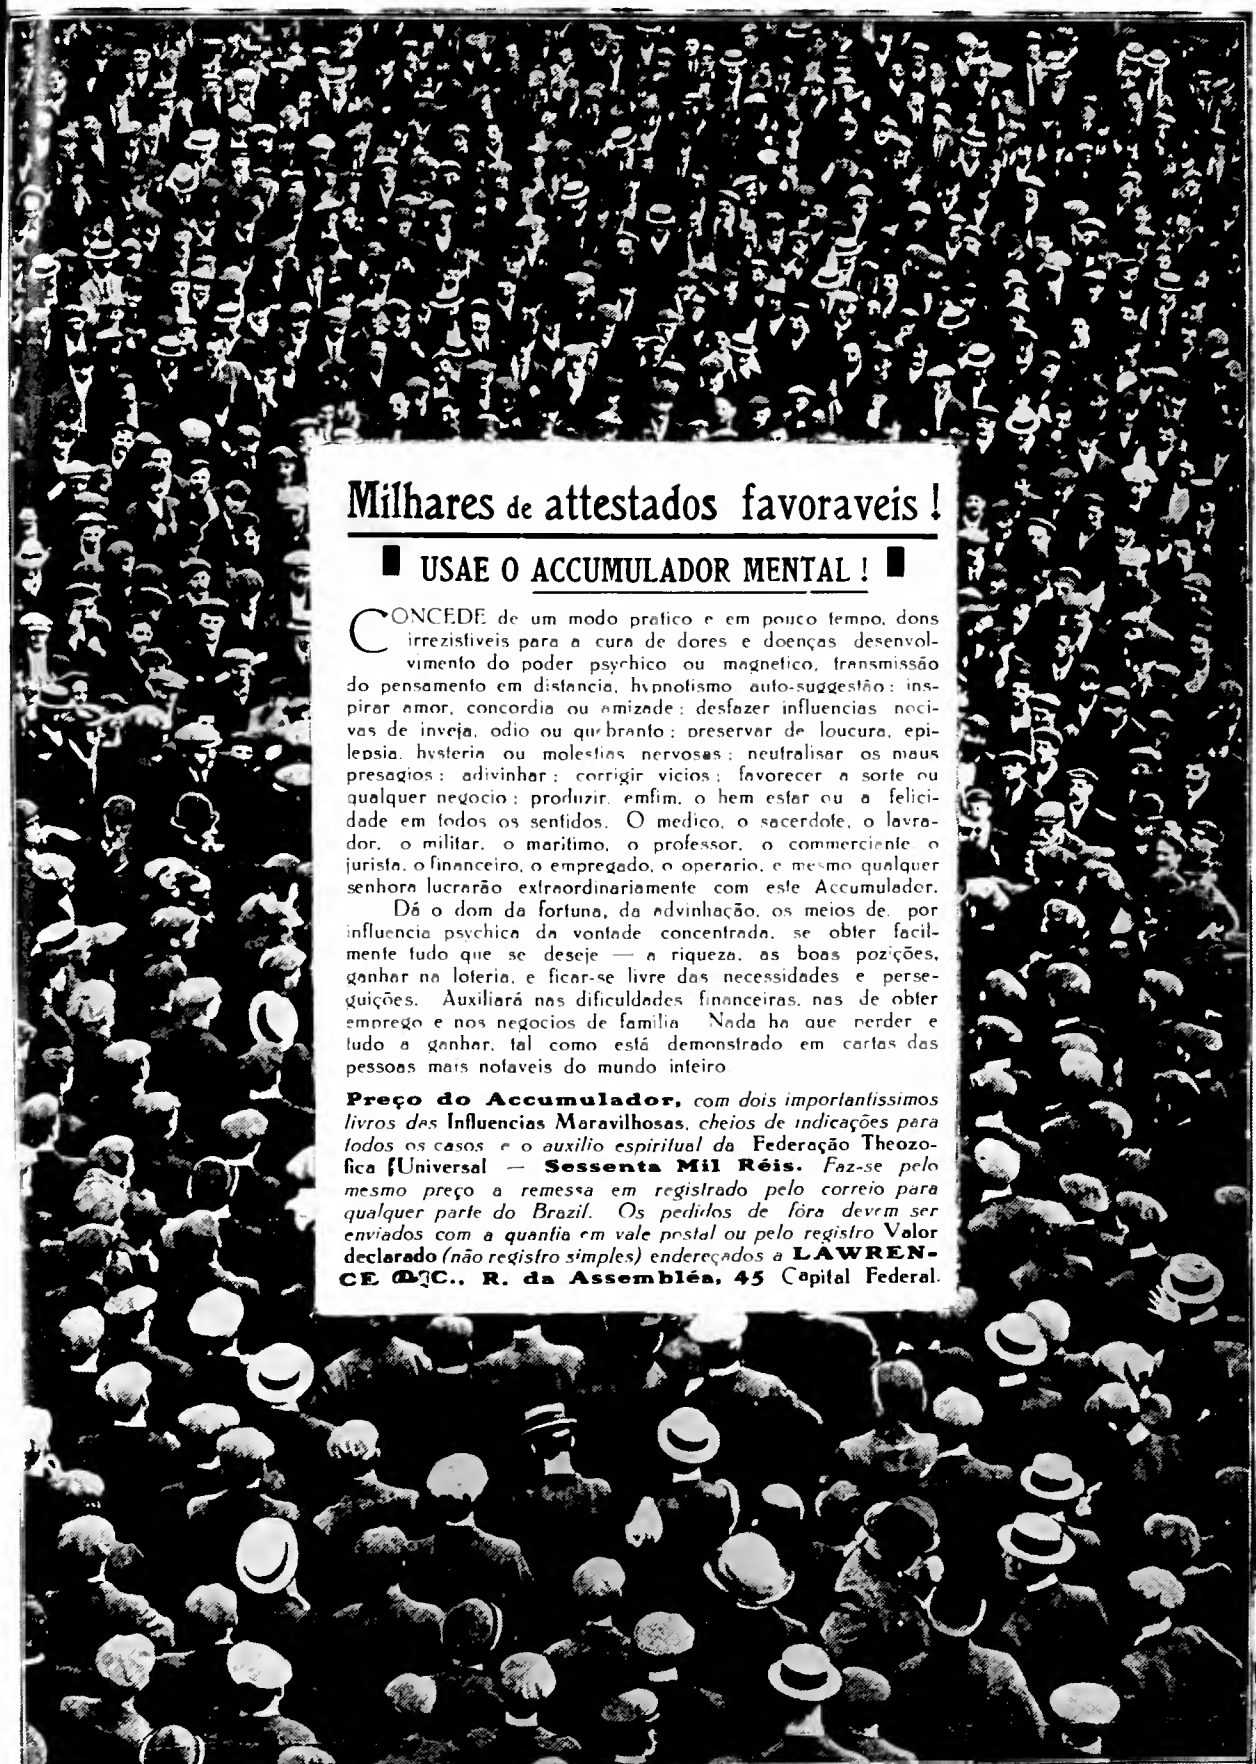 Milhares de attestados favoraveis !
USAE O ACCUMULADOR MENTAL !
CONCEDE de um modo pratico e em pouco tempo, dons
irrezistiveis para a cura de dores e doenças desenvol-
vimento do poder psychico ou magnetico, transmissão
do pensamento em distancia, hypnotismo auto-suggestão ; ins-
pirar amor, concordia ou amizade ; desfazer influencias noci-
vas de inveja, odio ou quebranto ; preservar de loucura, epi-
lepsia, hysteria ou molestias nervosas ; neutralisar os maus
presagios ; adivinhar ; corrigir vicios ; favorecer a sorte ou
qualquer negocio ; produzir, emfim, o bem estar ou a felici-
dade em todos os sentidos. O medico, o sacerdote, o lavra-
dor, o militar, o maritimo, o professor, o commerciante o
jurista, o financeiro, o empregado, o operario, e mesmo qualquer
senhora lucrarão extraordinariamente com este Accumulador.
Dá o dom da fortuna, da advinhação, os meios de, por
influencia psychica da vontade concentrada, se obter facil-
mente tudo que se deseje — a riqueza, as boas pozições,
ganhar na loteria, e ficar-se livre das necessidades e perse-
guições. Auxiliará nas dificuldades financeiras, nas de obter
emprego e nos negocios de familia Nada ha que perder e
tudo a ganhar, tal como está demonstrado em cartas das
pessoas mais notaveis do mundo inteiro
Preço do Accumulador, com dois importantissimos
livros das Influencias Maravilhosas, cheios de indicações para
todos os casos e o auxilio espiritual da Federação Theozo-
fica Universal — Sessenta Mil Réis. Faz-se pelo
mesmo preço a remessa em registrado pelo correio para
qualquer parte do Brazil. Os pedidos de fóra devem ser
enviados com a quantia em vale postal ou pelo registro Valor
declarado (não registro simples) endereçados a LAWREN-
CE & C., R. da Assembléa, 45 Capital Federal.